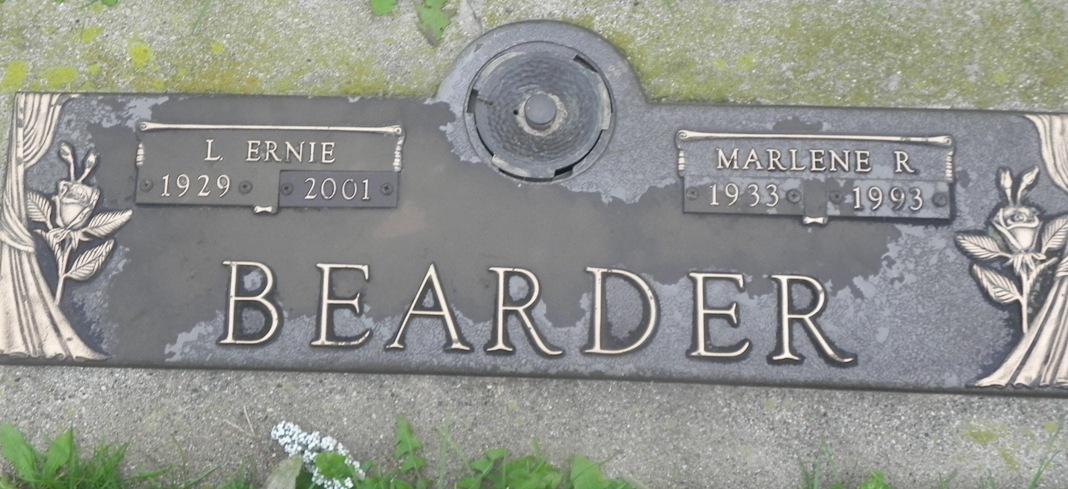 L. ERNIE
1929 2001
MARLENE R.
1933 1993
BEARDER